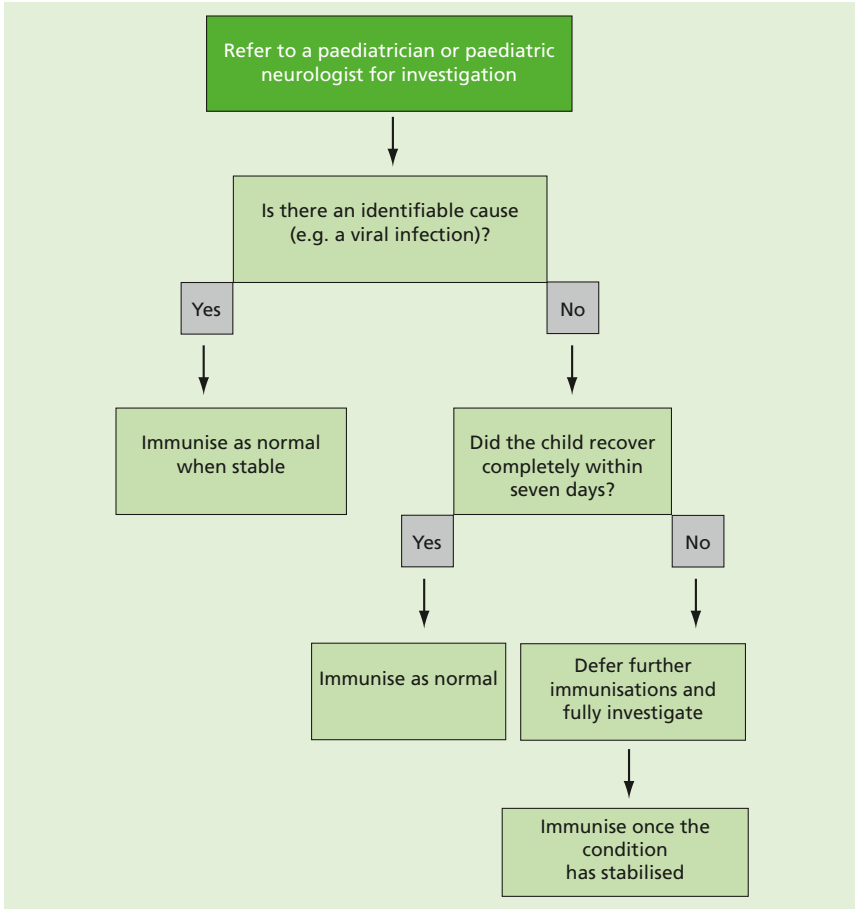 Refer to a paediatrician or paediatric
neurologist for investigation
Is there an identifiable cause
(e.g. a viral infection)?
Yes
No
Immunise as normal
when stable
Did the child recover
completely within
seven days?
Yes
No
Immunise as normal
Defer further
immunisations and
fully investigate
Immunise once the
condition
has stabilised